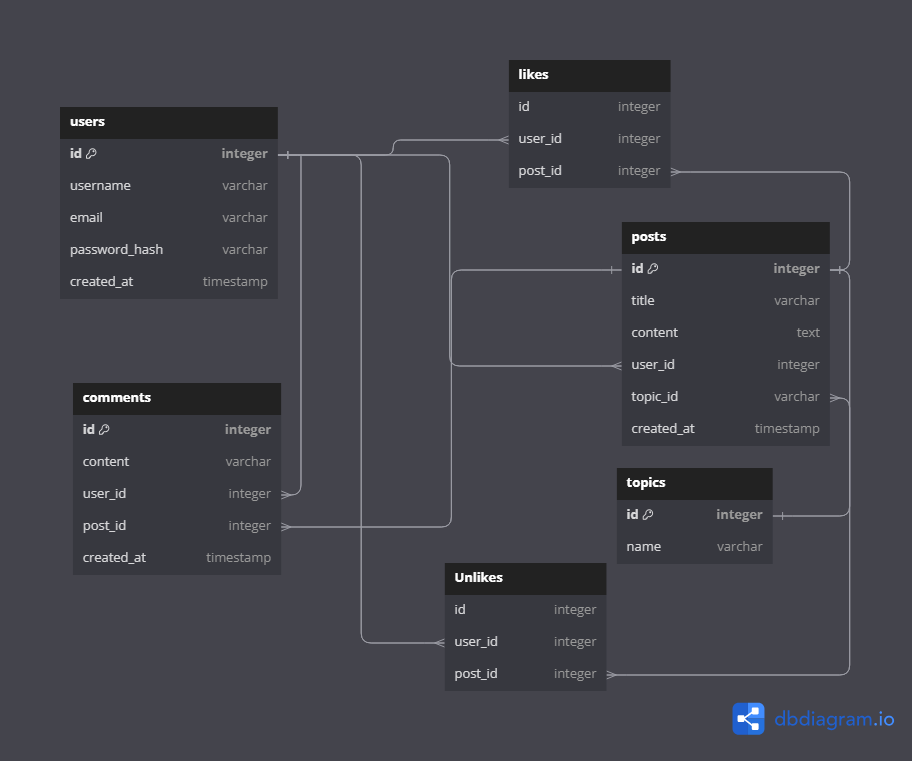 likes
id integer
user_id integer
post_id integer
users
id integer
username varchar
email varchar
password_hash varchar
created_at timestamp
posts
id integer
title varchar
content text
user_id integer
topic_id varchar
created_at timestamp
comments
id integer
content varchar
user_id integer
post_id integer
created_at timestamp
topics
id integer
name varchar
Unlikes
id integer
user_id integer
post_id integer
dbdiagram.io